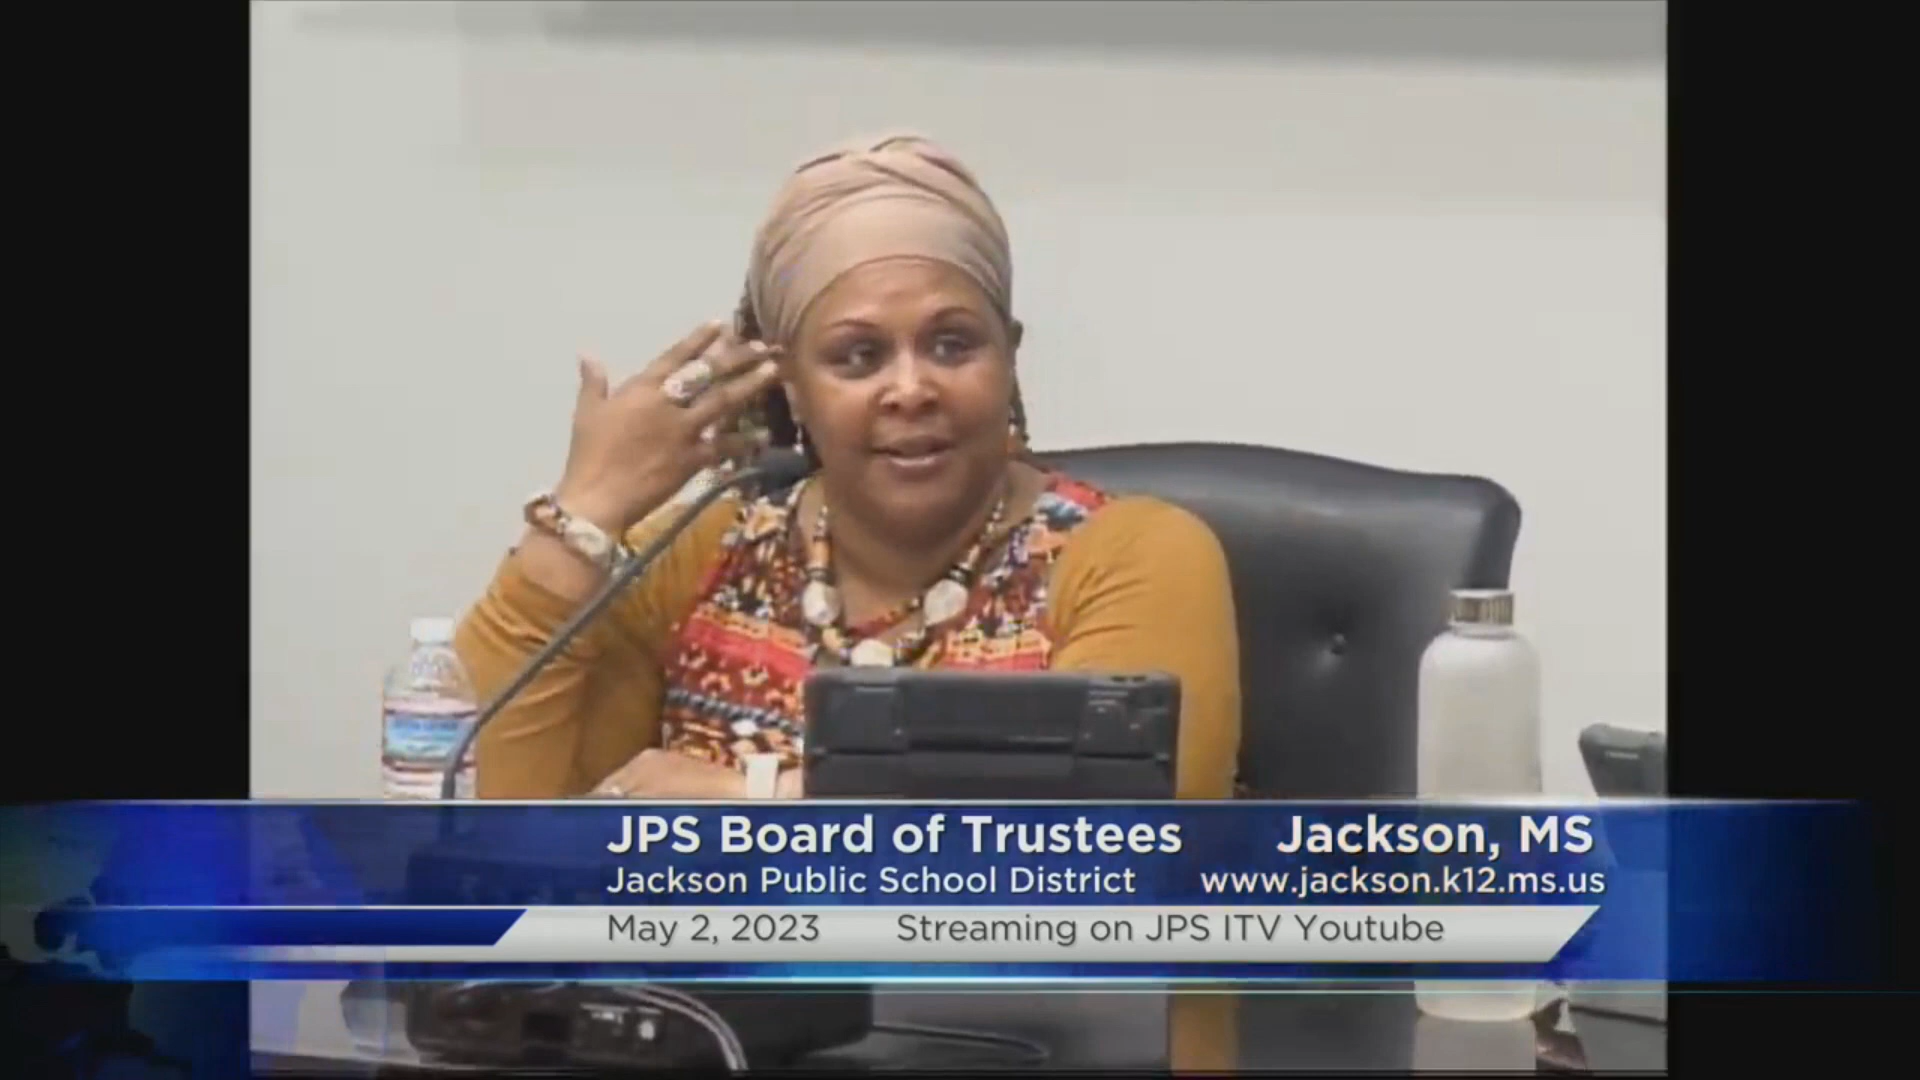 JPS Board of Trustees Jackson, MS
Jackson Public School District www.jackson.k12.ms.us
May 2, 2023 Streaming on JPS ITV Youtube